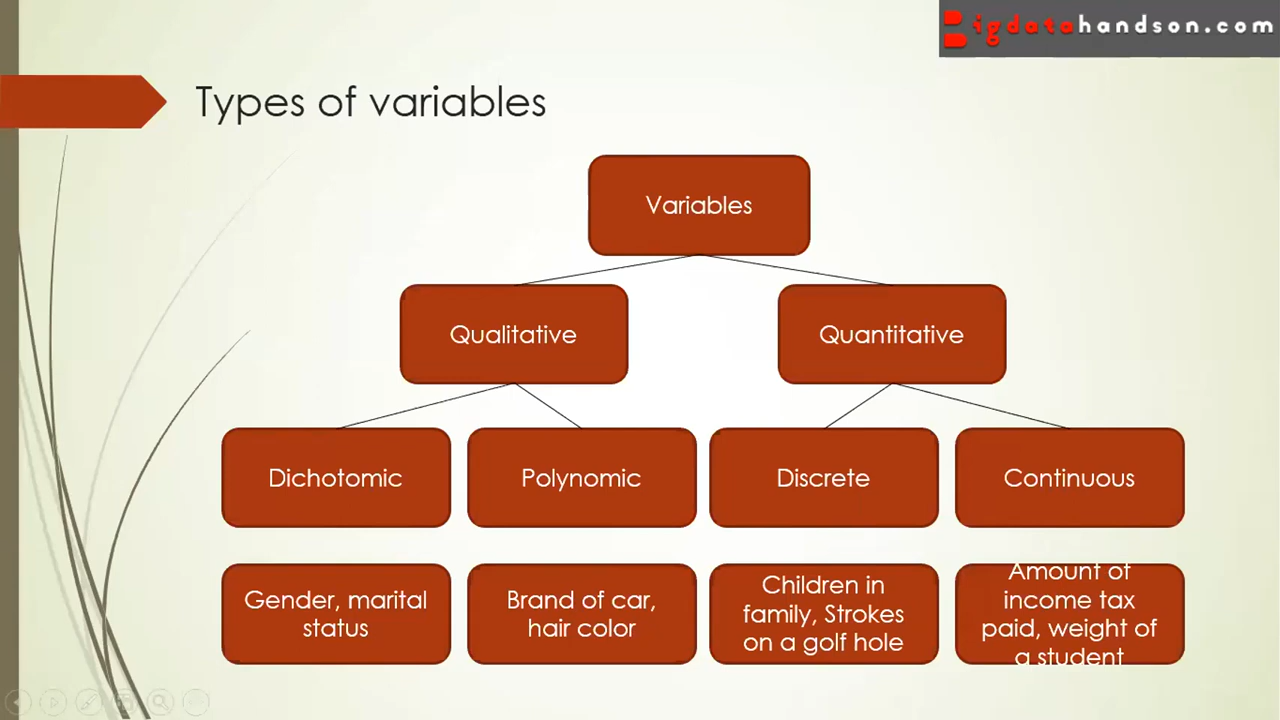 igdatahandson.com
Types of variables
Variables
Qualitative
Quantitative
Dichotomic
Polynomic
Discrete
Continuous
Gender, marital
status
Brand of car,
hair color
Children in
family, Strokes
on a golf hole
Amount of
income tax
paid, weight of
a student